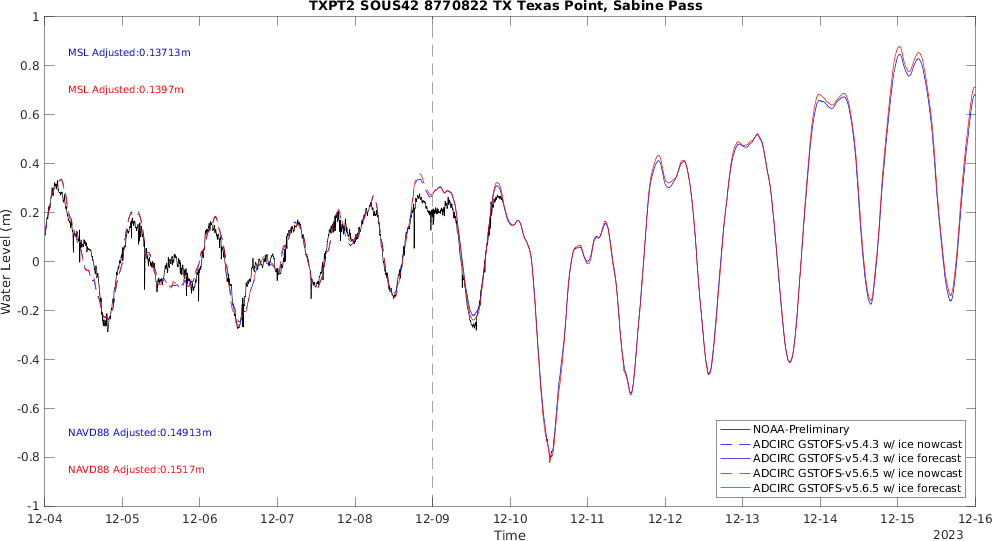 TXPT2 SOUS42 8770822 TX Texas Point, Sabine Pass
1
0.8
0.6
0.4
0.2
0
-0.2
-0.4
-0.6
-0.8
-1
Water Level (m)
MSL Adjusted:0.13713m
MSL Adjusted:0.1397m
NAVD88 Adjusted:0.14913m
NAVD88 Adjusted:0.1517m
NOAA-Preliminary
ADCIRC GSTOFS-v5.4.3 w/ ice nowcast
ADCIRC GSTOFS-v5.4.3 w/ ice forecast
ADCIRC GSTOFS-v5.6.5 w/ ice nowcast
ADCIRC GSTOFS-v5.6.5 w/ ice forecast
12-04 12-05 12-06 12-07 12-08 12-09 12-10 12-11 12-12 12-13 12-14 12-15 12-16
Time
2023